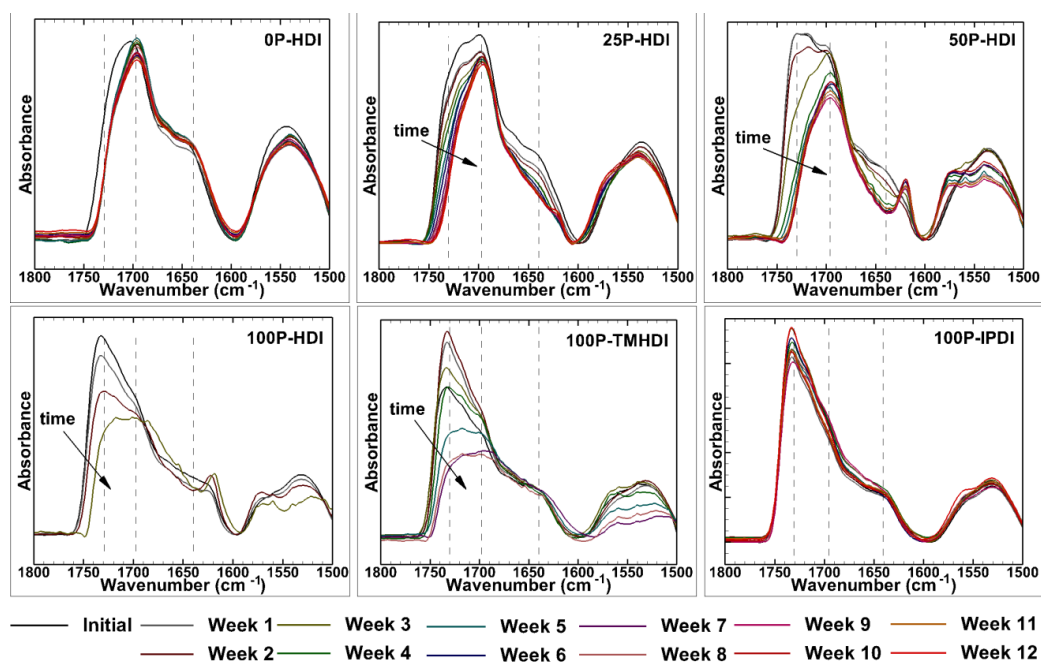 0P-HDI
25P-HDI
50P-HDI
Absorbance
Absorbance
time
Absorbance
time
1800 1750 1700 1650 1600 1550 1500
1800 1750 1700 1650 1600 1550 1500
1800 1750 1700 1650 1600 1550 1500
Wavenumber (cm-1)
Wavenumber (cm-1)
Wavenumber (cm-1)
100P-HDI
100P-TMHDI
100P-IPDI
Absorbance
time
Absorbance
time
Absorbance
1800 1750 1700 1650 1600 1550 1500
1800 1750 1700 1650 1600 1550 1500
1800 1750 1700 1650 1600 1550 1500
Wavenumber (cm-1)
Wavenumber (cm-1)
Wavenumber (cm-1)
Initial Week 1 Week 3 Week 5 Week 7 Week 9 Week 11
Week 2 Week 4 Week 6 Week 8 Week 10 Week 12